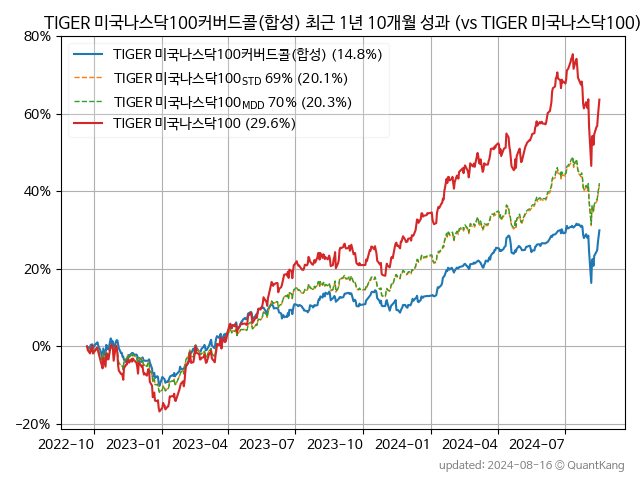 TIGER 미국나스닥100커버드콜(합성) 최근 1년 10개월 성과 (vs TIGER 미국나스닥100)
80%
60%
40%
20%
0%
−20%
TIGER 미국나스닥100커버드콜(합성) (14.8%)
TIGER 미국나스닥100STD 69% (20.1%)
TIGER 미국나스닥100MDD 70% (20.3%)
TIGER 미국나스닥100 (29.6%)
2022-10 2023-01 2023-04 2023-07 2023-10 2024-01 2024-04 2024-07
updated: 2024-08-16 © QuantKang